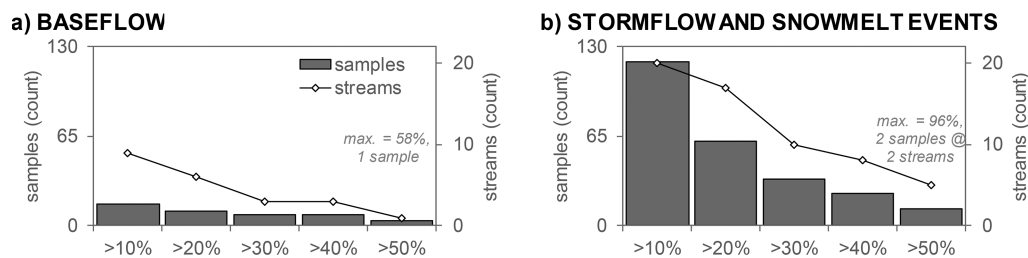 a) BASEFLOW
130
65
0
samples (count)
samples
streams
max. = 58%,
1 sample
20
10
0
streams (count)
>10% >20% >30% >40% >50%
b) STORMFLOW AND SNOWMELT EVENTS
130
65
0
samples (count)
max. = 96%,
2 samples @
2 streams
20
10
0
streams (count)
>10% >20% >30% >40% >50%